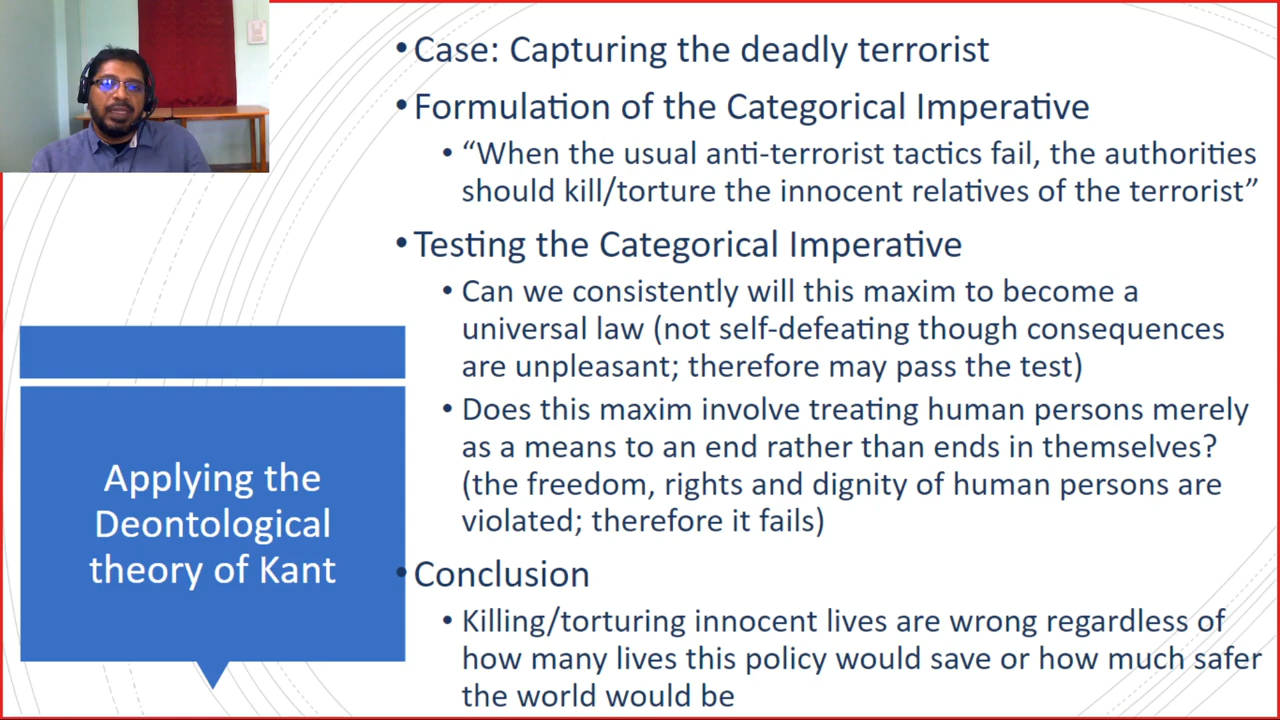 • Case: Capturing the deadly terrorist
• Formulation of the Categorical Imperative
• “When the usual anti-terrorist tactics fail, the authorities
should kill/torture the innocent relatives of the terrorist”
• Testing the Categorical Imperative
• Can we consistently will this maxim to become a
universal law (not self-defeating though consequences
are unpleasant; therefore may pass the test)
• Does this maxim involve treating human persons merely
as a means to an end rather than ends in themselves?
(the freedom, rights and dignity of human persons are
violated; therefore it fails)
• Conclusion
• Killing/torturing innocent lives are wrong regardless of
how many lives this policy would save or how much safer
the world would be
Applying the
Deontological
theory of Kant